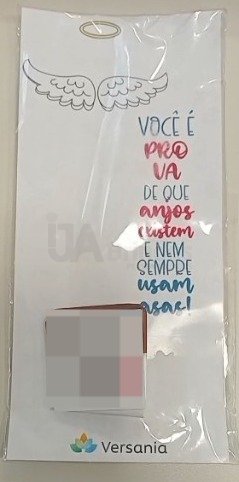 VOCÊ É
PRO
VA
DE QUE
anjos
existem
E NEM
SEMPRE
usam
asas!
Versania